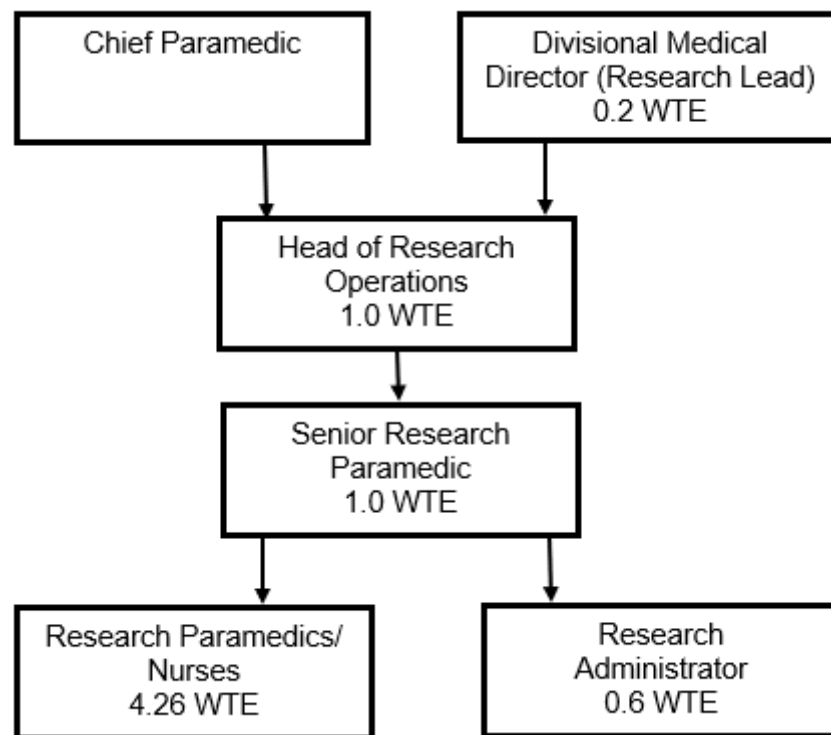 Chief Paramedic
Divisional Medical
Director (Research Lead)
0.2 WTE
Head of Research
Operations
1.0 WTE
Senior Research
Paramedic
1.0 WTE
Research Paramedics/
Nurses
4.26 WTE
Research
Administrator
0.6 WTE